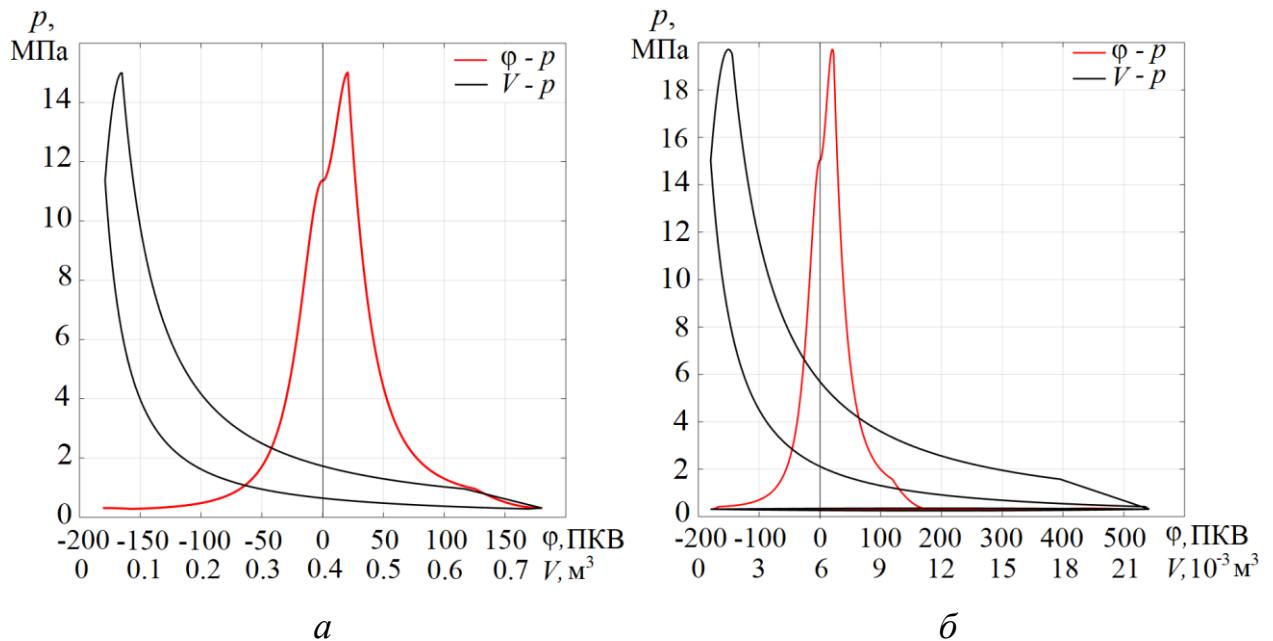 p,
МПа
φ - p
V - p
14
12
10
8
6
4
2
0
-200 -150 -100 -50 0 50 100 150 φ, ПКВ
0 0.1 0.2 0.3 0.4 0.5 0.6 0.7 V, м³
а
p,
МПа
φ - p
V - p
18
16
14
12
10
8
6
4
2
0
-200 -100 0 100 200 300 400 500 φ, ПКВ
0 3 6 9 12 15 18 21 V, 10⁻³ м³
б